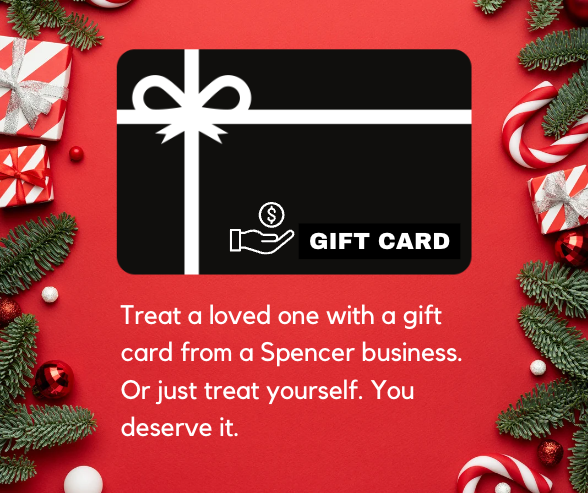 $
GIFT CARD
Treat a loved one with a gift
card from a Spencer business.
Or just treat yourself. You
deserve it.